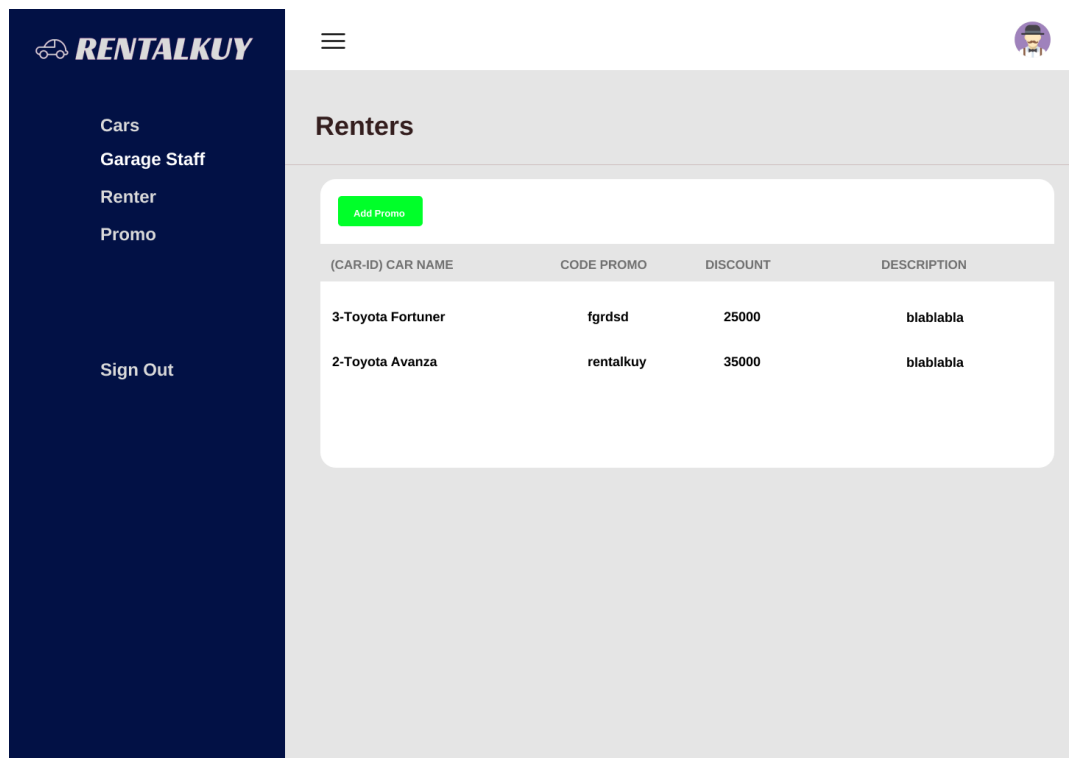 RENTALKUY
Cars
Garage Staff
Renter
Promo
Sign Out
Renters
Add Promo
(CAR-ID) CAR NAME CODE PROMO DISCOUNT DESCRIPTION
3-Toyota Fortuner fgrdsd 25000 blablabla
2-Toyota Avanza rentalkuy 35000 blablabla